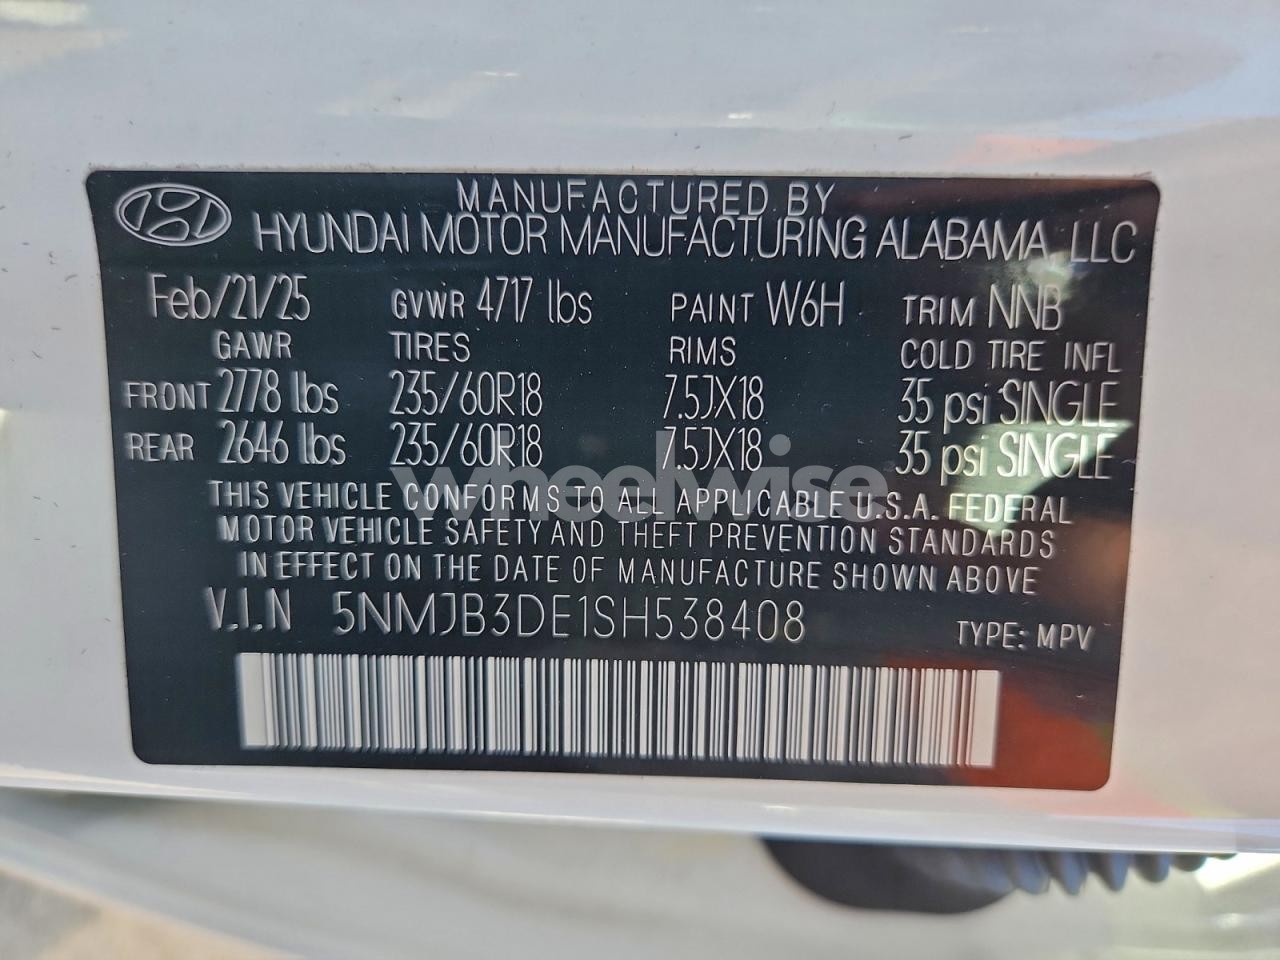 MANUFACTURED BY
HYUNDAI MOTOR MANUFACTURING ALABAMA, LLC
Feb/21/25 GVWR 4717 lbs PAINT W6H TRIM NNB
GAWR TIRES RIMS COLD TIRE INFL
FRONT 2778 lbs 235/60R18 7.5JX18 35 psi SINGLE
REAR 2646 lbs 235/60R18 7.5JX18 35 psi SINGLE
wheelwise
THIS VEHICLE CONFORMS TO ALL APPLICABLE U.S.A. FEDERAL
MOTOR VEHICLE SAFETY AND THEFT PREVENTION STANDARDS
IN EFFECT ON THE DATE OF MANUFACTURE SHOWN ABOVE
V.I.N 5NMJB3DE1SH538408 TYPE: MPV